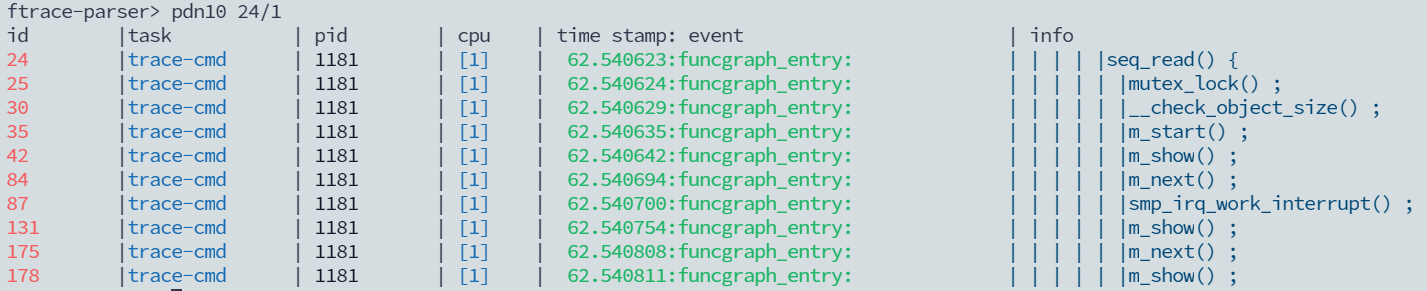 ftrace-parser> pdn10 24/1
id |task | pid | cpu | time stamp: event | info
24 |trace-cmd | 1181 | [1] | 62.540623:funcgraph_entry: | | | | |seq_read() {
25 |trace-cmd | 1181 | [1] | 62.540624:funcgraph_entry: | | | | | |mutex_lock() ;
30 |trace-cmd | 1181 | [1] | 62.540629:funcgraph_entry: | | | | | |__check_object_size() ;
35 |trace-cmd | 1181 | [1] | 62.540635:funcgraph_entry: | | | | | |m_start() ;
42 |trace-cmd | 1181 | [1] | 62.540642:funcgraph_entry: | | | | | |m_show() ;
84 |trace-cmd | 1181 | [1] | 62.540694:funcgraph_entry: | | | | | |m_next() ;
87 |trace-cmd | 1181 | [1] | 62.540700:funcgraph_entry: | | | | | |smp_irq_work_interrupt() ;
131 |trace-cmd | 1181 | [1] | 62.540754:funcgraph_entry: | | | | | |m_show() ;
175 |trace-cmd | 1181 | [1] | 62.540808:funcgraph_entry: | | | | | |m_next() ;
178 |trace-cmd | 1181 | [1] | 62.540811:funcgraph_entry: | | | | | |m_show() ;